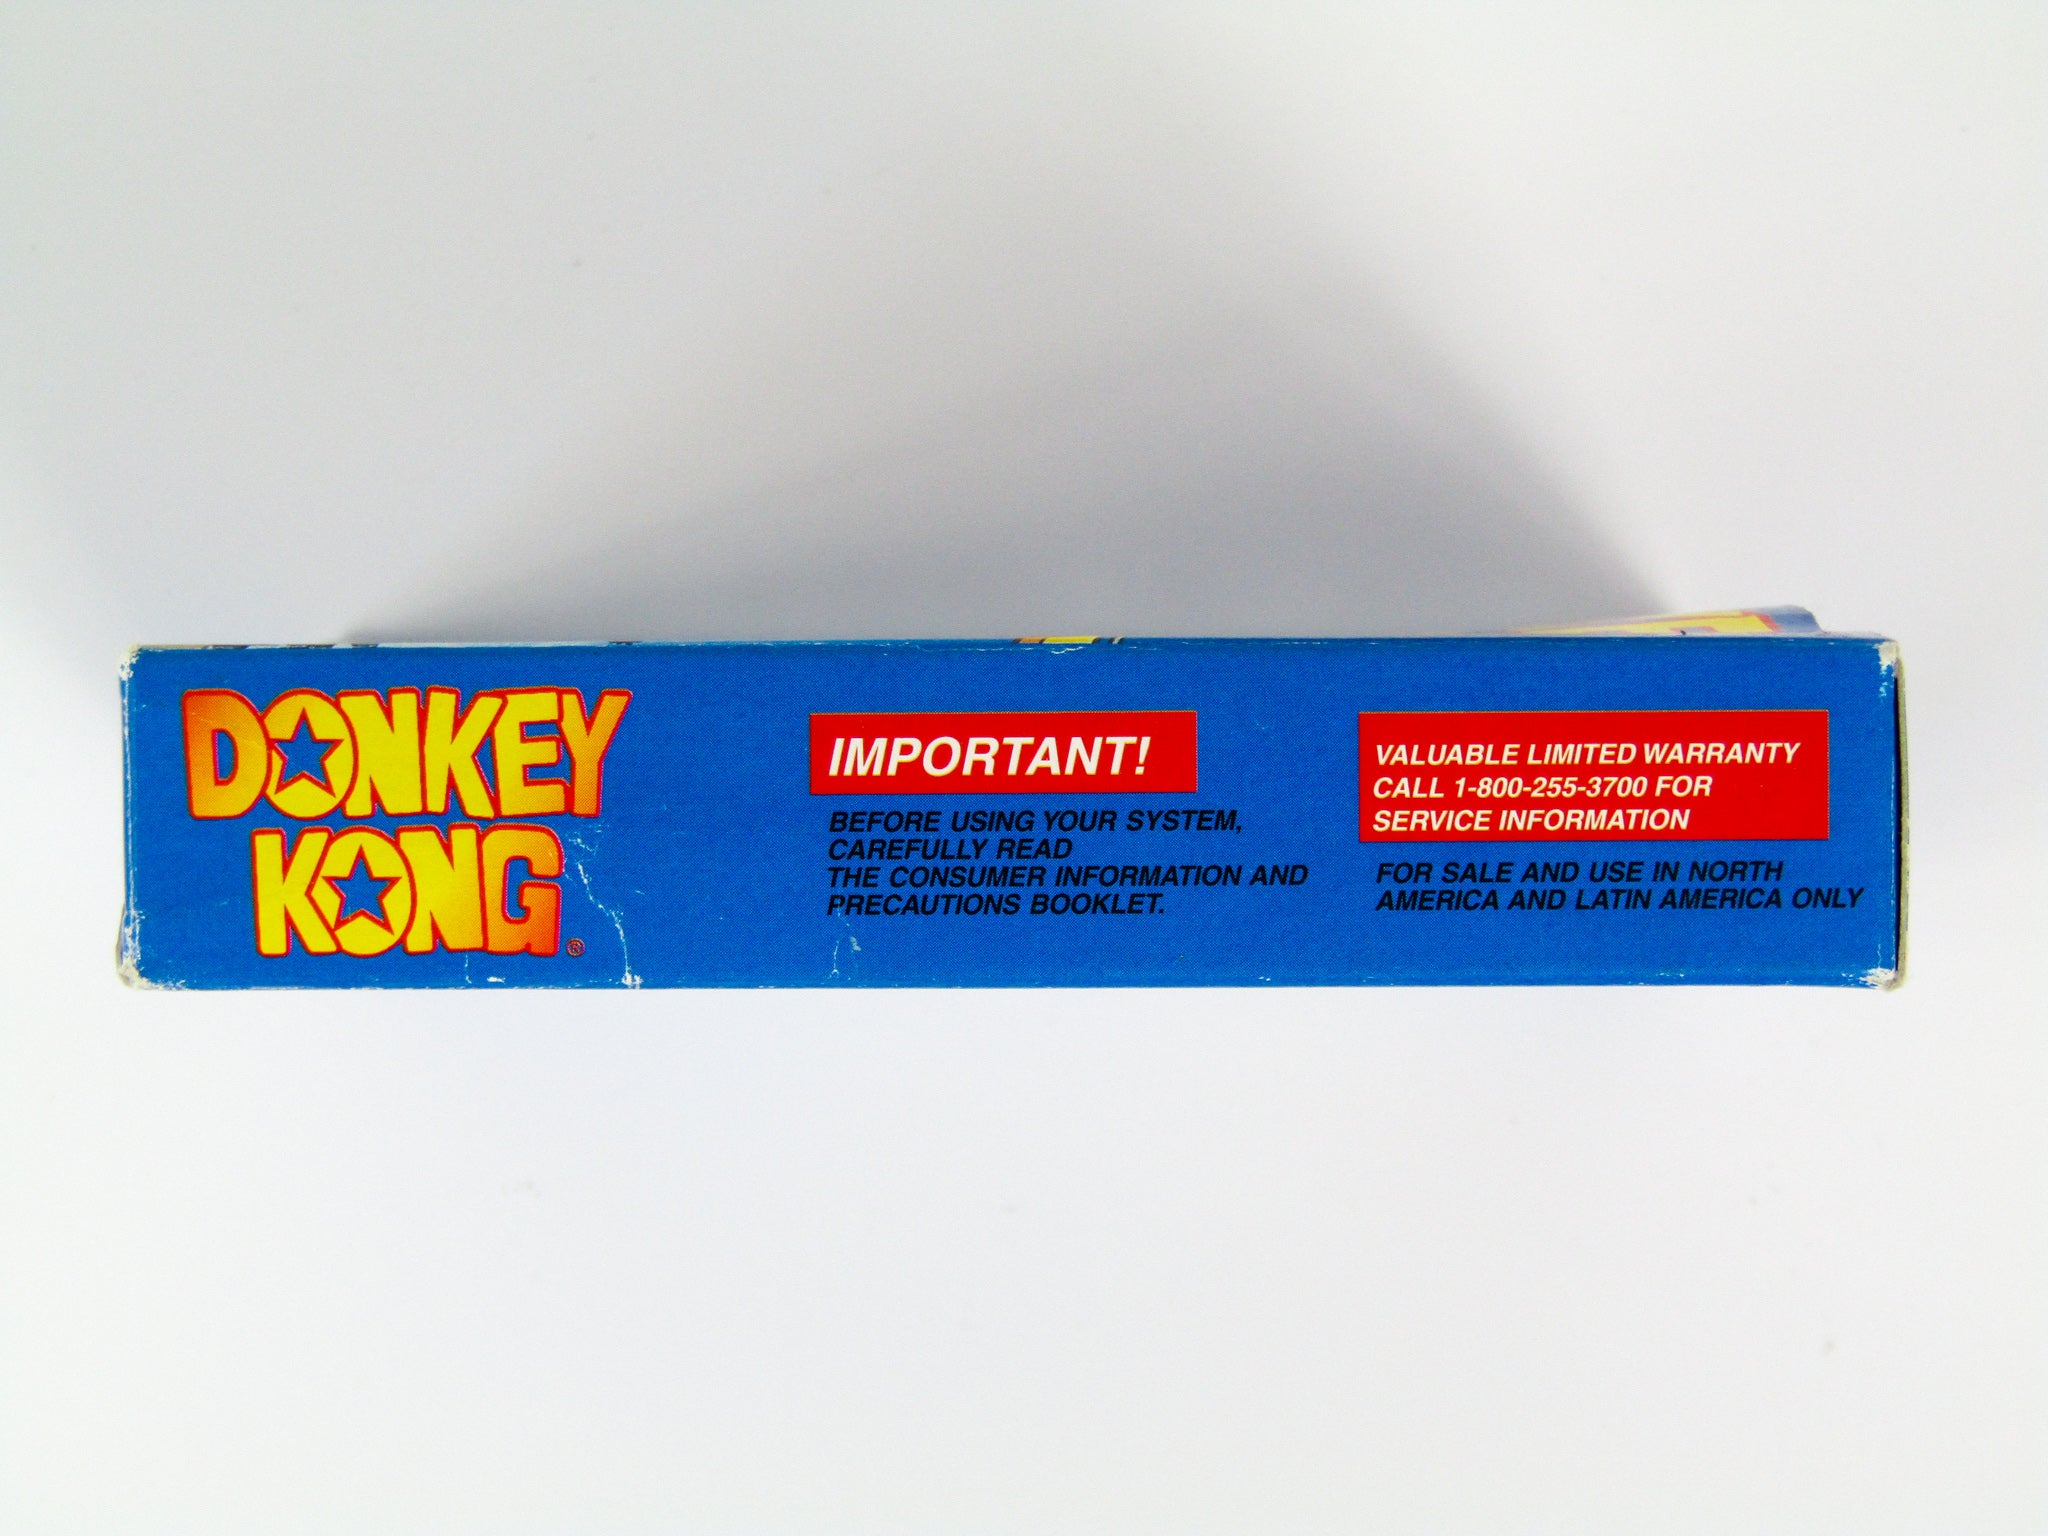 DONKEY
KONG®
IMPORTANT!
BEFORE USING YOUR SYSTEM,
CAREFULLY READ
THE CONSUMER INFORMATION AND
PRECAUTIONS BOOKLET.
VALUABLE LIMITED WARRANTY
CALL 1-800-255-3700 FOR
SERVICE INFORMATION
FOR SALE AND USE IN NORTH
AMERICA AND LATIN AMERICA ONLY